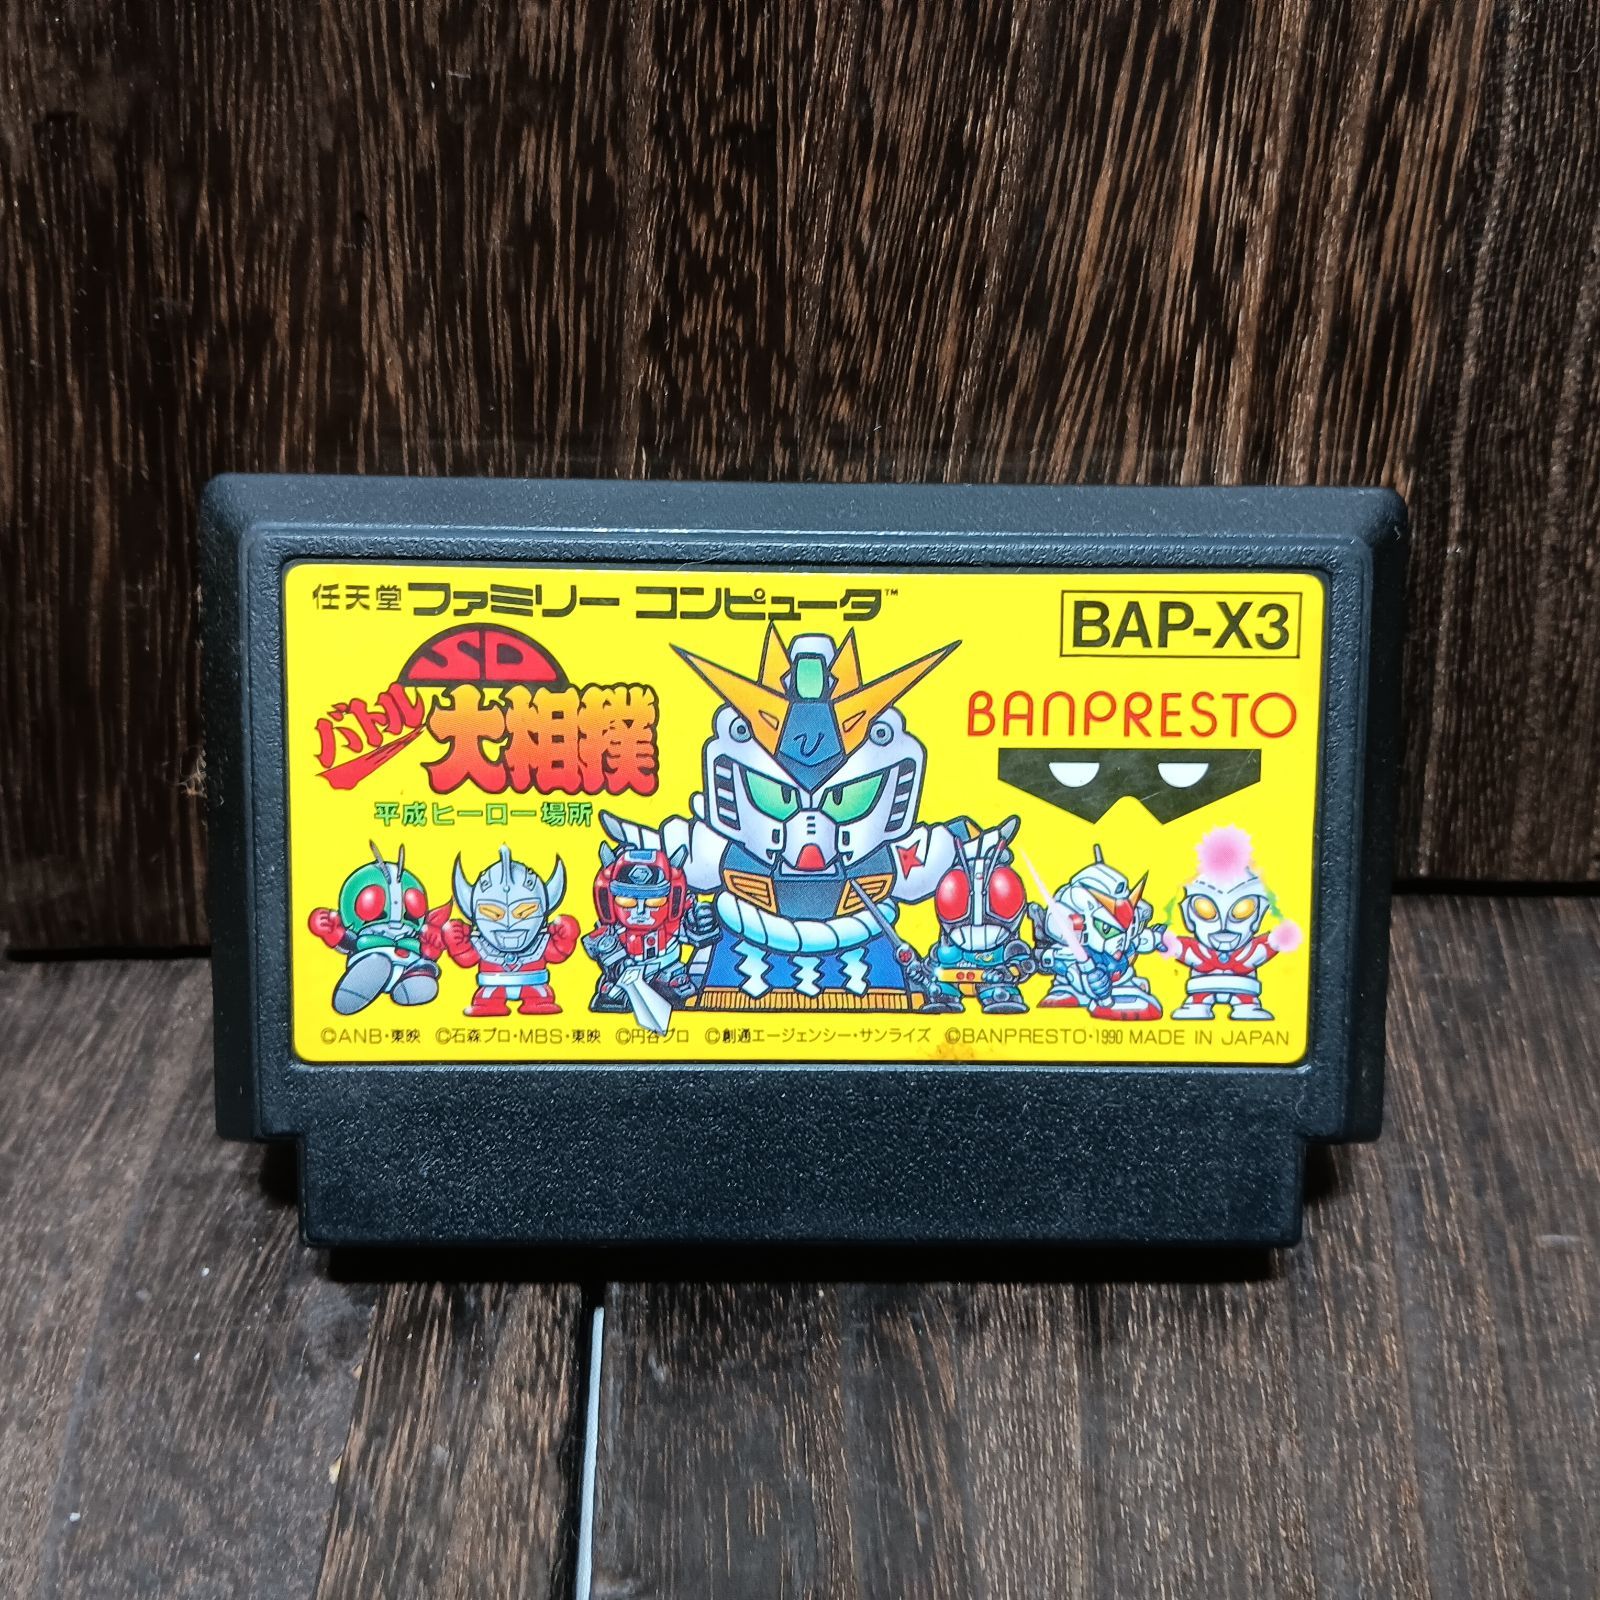 任天堂 ファミリー コンピュータ™
BAP-X3
SD
バトル
大相撲
平成ヒーロー場所
BANPRESTO
©ANB・東映 ©石森プロ・MBS・東映 ©円谷プロ ©創通エージェンシー・サンライズ ©BANPRESTO・1990 MADE IN JAPAN